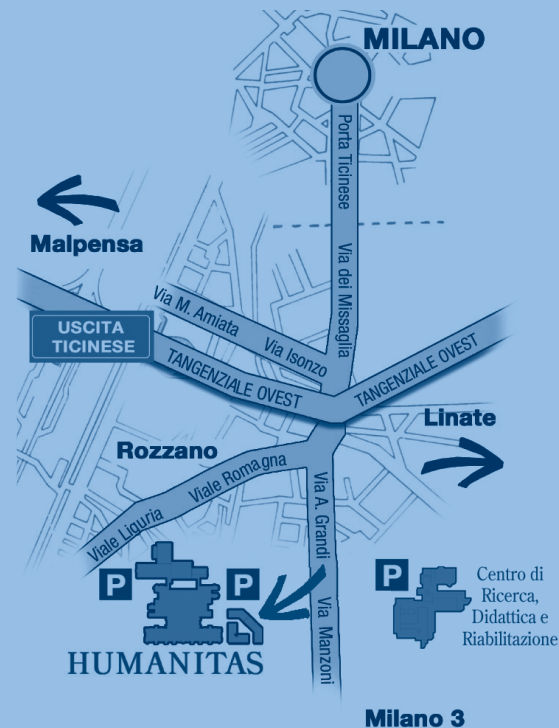 MILANO
Porta Ticinese
Malpensa
Via dei Missaglia
Via M. Amiata
Via Isonzo
USCITA
TICINESE
TANGENZIALE OVEST
TANGENZIALE OVEST
Linate
Rozzano
Viale Romagna
Viale Liguria
Via A. Grandi
P
P
P
Centro di
Ricerca,
Didattica e
Riabilitazione
Via Manzoni
HUMANITAS
Milano 3